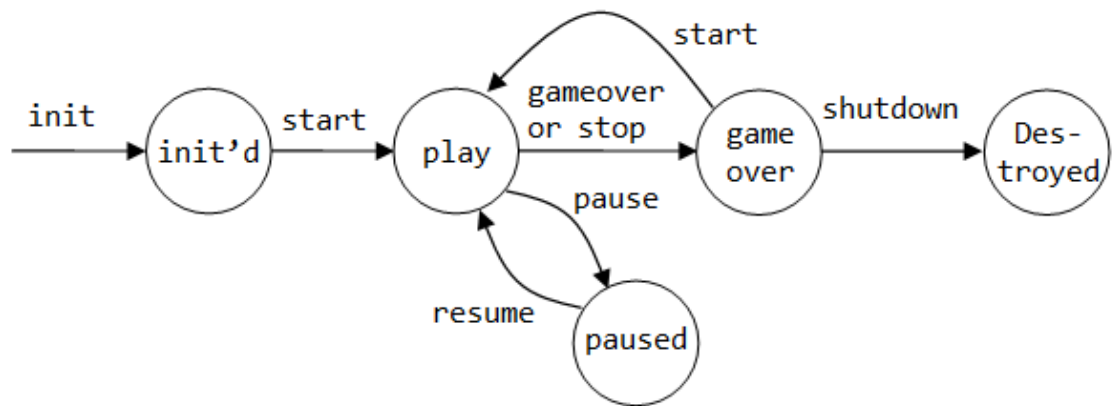 init
init’d
start
play
start
gameover
or stop
game
over
shutdown
Des-
troyed
pause
resume
paused